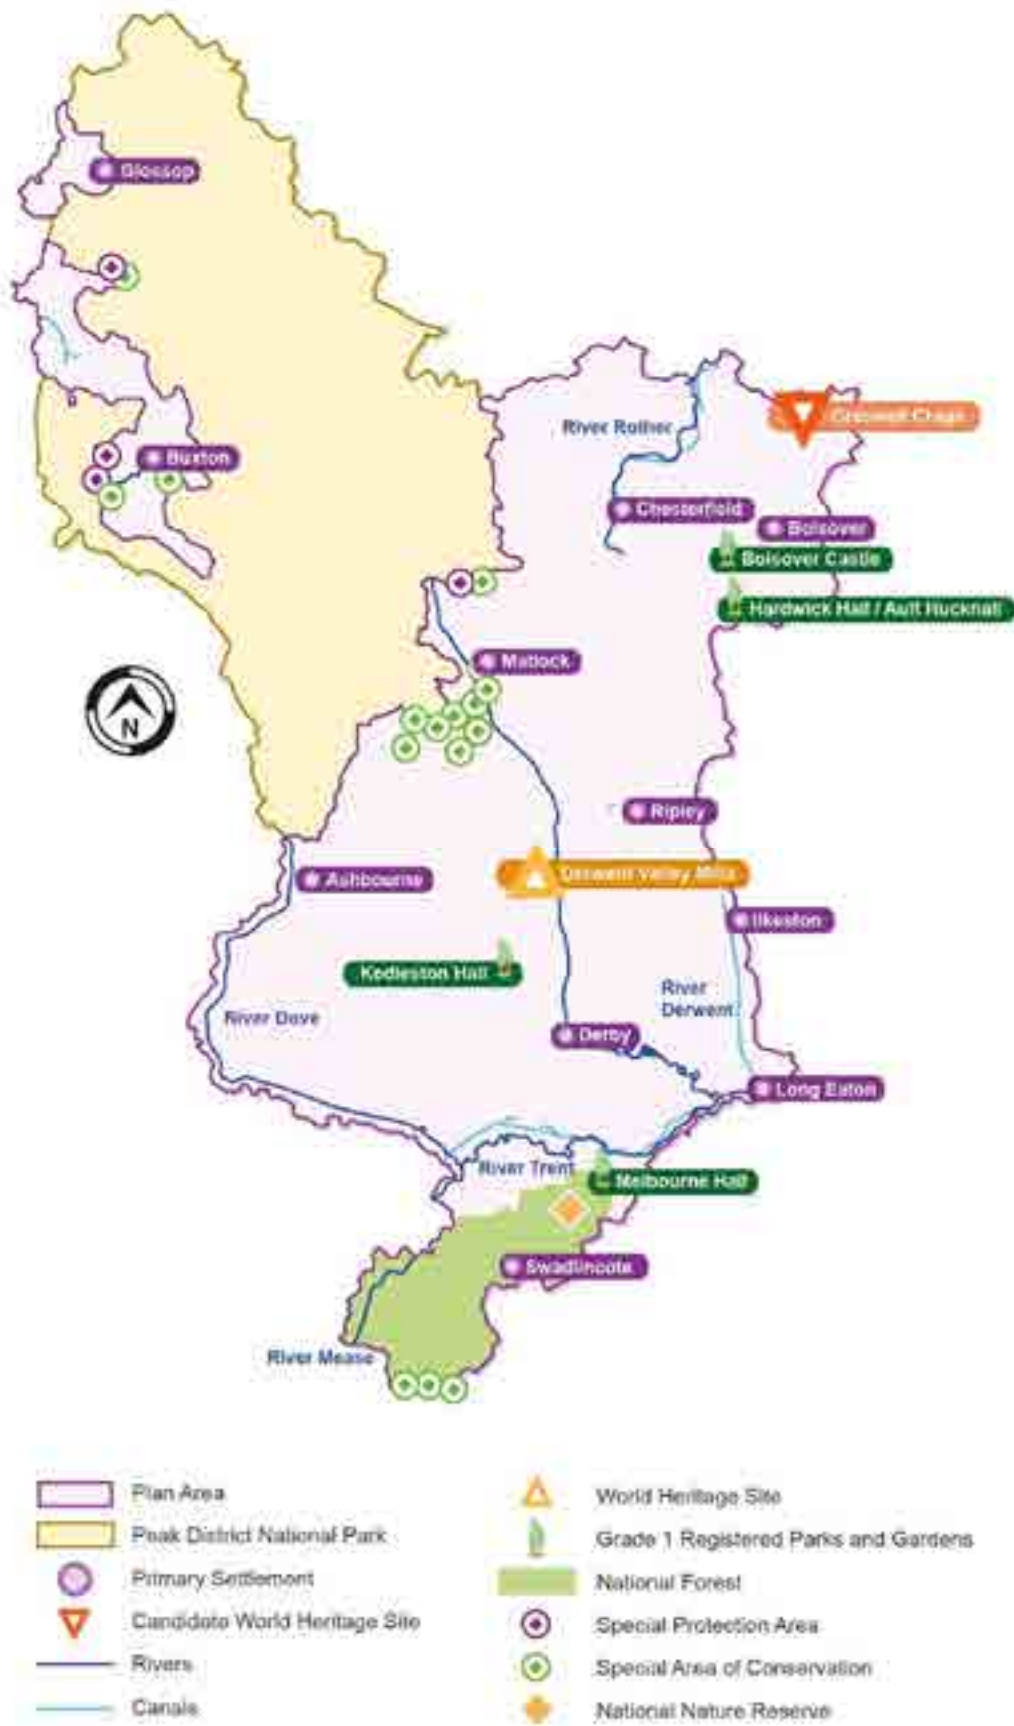 Glossop
Buxton
River Rother
Creswell Crags
Chesterfield
Bolsover
Bolsover Castle
Hardwick Hall / Ault Hucknall
Matlock
N
Ripley
Ashbourne
Derwent Valley Mills
Ilkeston
Kedleston Hall
River
Derwent
River Dove
Derby
Long Eaton
River Trent
Melbourne Hall
Swadlincote
River Mease
Plan Area
Peak District National Park
Primary Settlement
Candidate World Heritage Site
Rivers
Canals
World Heritage Site
Grade 1 Registered Parks and Gardens
National Forest
Special Protection Area
Special Area of Conservation
National Nature Reserve